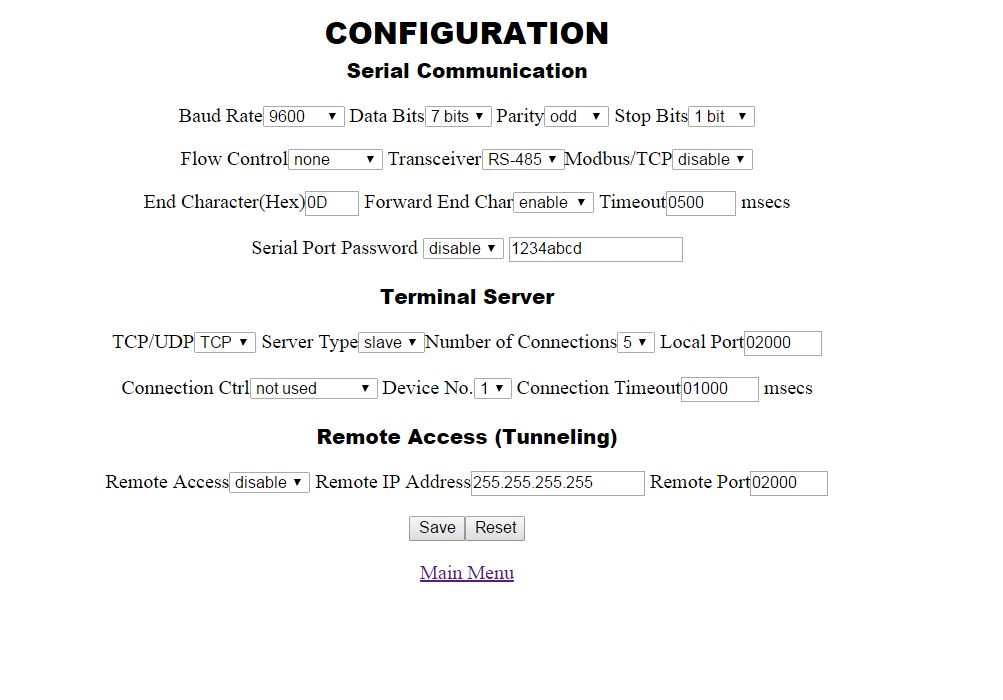 CONFIGURATION
Serial Communication
Baud Rate 9600 Data Bits 7 bits Parity odd Stop Bits 1 bit
Flow Control none Transceiver RS-485 Modbus/TCP disable
End Character(Hex) 0D Forward End Char enable Timeout 0500 msecs
Serial Port Password disable 1234abcd
Terminal Server
TCP/UDP TCP Server Type slave Number of Connections 5 Local Port 02000
Connection Ctrl not used Device No. 1 Connection Timeout 01000 msecs
Remote Access (Tunneling)
Remote Access disable Remote IP Address 255.255.255.255 Remote Port 02000
Save Reset
Main Menu